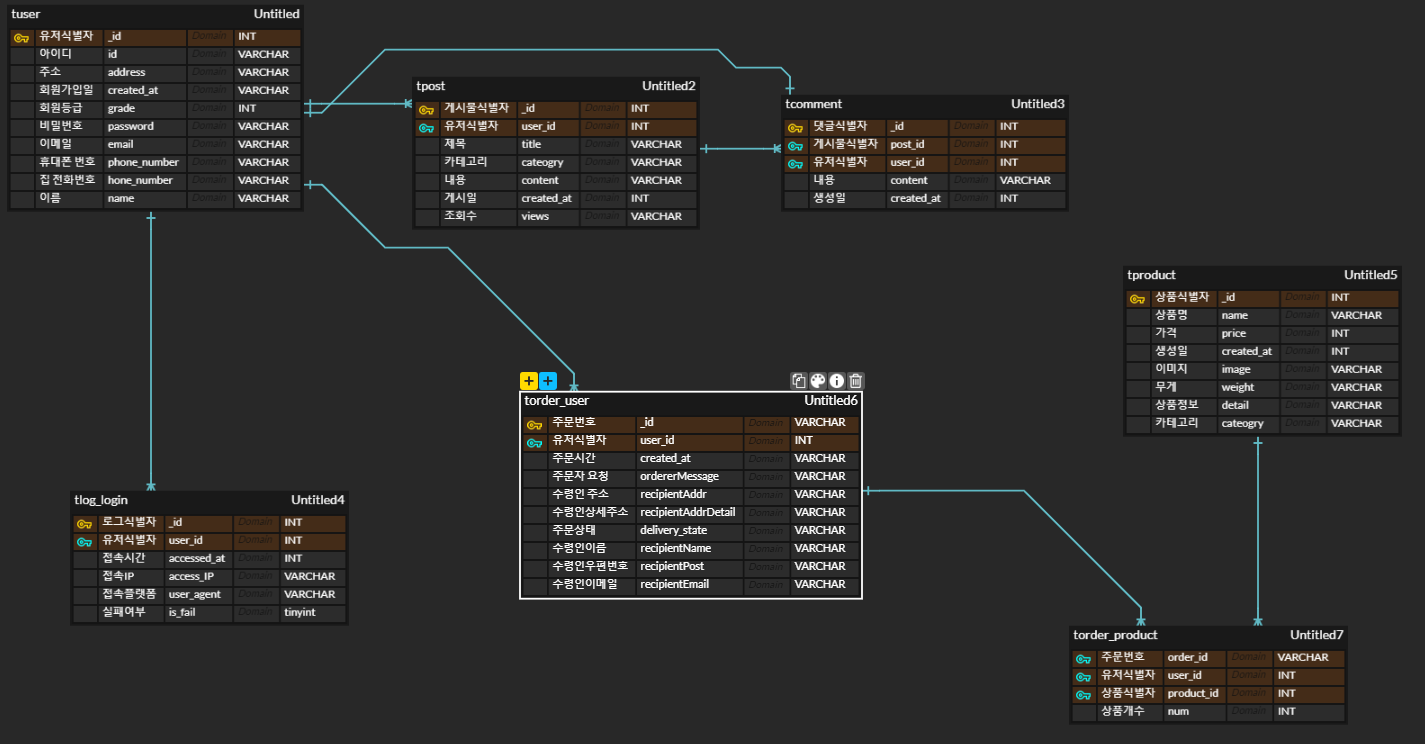 tuser Untitled
유저식별자 _id Domain INT
아이디 id Domain VARCHAR
주소 address Domain VARCHAR
회원가입일 created_at Domain VARCHAR
회원등급 grade Domain INT
비밀번호 password Domain VARCHAR
이메일 email Domain VARCHAR
휴대폰 번호 phone_number Domain VARCHAR
집 전화번호 hone_number Domain VARCHAR
이름 name Domain VARCHAR
tpost Untitled2
게시물식별자 _id Domain INT
유저식별자 user_id Domain INT
제목 title Domain VARCHAR
카테고리 cateogry Domain VARCHAR
내용 content Domain VARCHAR
게시일 created_at Domain INT
조회수 views Domain VARCHAR
tcomment Untitled3
댓글식별자 _id Domain INT
게시물식별자 post_id Domain INT
유저식별자 user_id Domain INT
내용 content Domain VARCHAR
생성일 created_at Domain INT
tproduct Untitled5
상품식별자 _id Domain INT
상품명 name Domain VARCHAR
가격 price Domain INT
생성일 created_at Domain INT
이미지 image Domain VARCHAR
무게 weight Domain VARCHAR
상품정보 detail Domain VARCHAR
카테고리 cateogry Domain VARCHAR
torder_user Untitled6
주문번호 _id Domain VARCHAR
유저식별자 user_id Domain INT
주문시간 created_at Domain VARCHAR
주문자 요청 ordererMessage Domain VARCHAR
수령인 주소 recipientAddr Domain VARCHAR
수령인상세주소 recipientAddrDetail Domain VARCHAR
주문상태 delivery_state Domain VARCHAR
수령인이름 recipientName Domain VARCHAR
수령인우편번호 recipientPost Domain VARCHAR
수령인이메일 recipientEmail Domain VARCHAR
tlog_login Untitled4
로그식별자 _id Domain INT
유저식별자 user_id Domain INT
접속시간 accessed_at Domain INT
접속IP access_IP Domain VARCHAR
접속플랫폼 user_agent Domain VARCHAR
실패여부 is_fail Domain tinyint
torder_product Untitled7
주문번호 order_id Domain VARCHAR
유저식별자 user_id Domain INT
상품식별자 product_id Domain INT
상품개수 num Domain INT